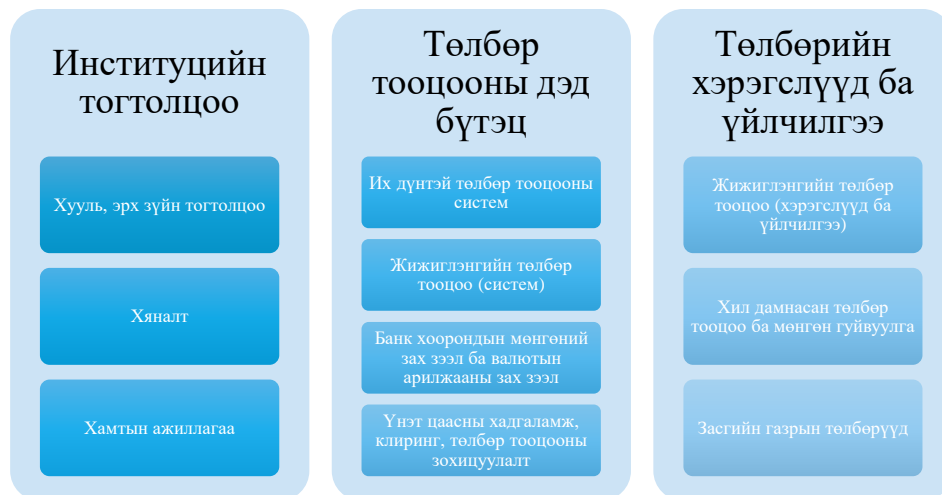 Институцийн
тогтолцоо
Хууль, эрх зүйн тогтолцоо
Хяналт
Хамтын ажиллагаа
Төлбөр
тооцооны дэд
бүтэц
Их дүнтэй төлбөр тооцооны
систем
Жижиглэнгийн төлбөр
тооцоо (систем)
Банк хоорондын мөнгөний
зах зээл ба валютын
арилжааны зах зээл
Үнэт цаасны хадгаламж,
клиринг, төлбөр тооцооны
зохицуулалт
Төлбөрийн
хэрэгслүүд ба
үйлчилгээ
Жижиглэнгийн төлбөр
тооцоо (хэрэгслүүд ба
үйлчилгээ)
Хил дамнасан төлбөр
тооцоо ба мөнгөн гуйвуулга
Засгийн газрын төлбөрүүд